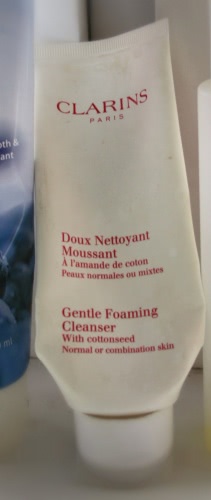 CLARINS
PARIS
Doux Nettoyant
Moussant
À l'amande de coton
Peaux normales ou mixtes
Gentle Foaming
Cleanser
With cottonseed
Normal or combination skin
&
ml